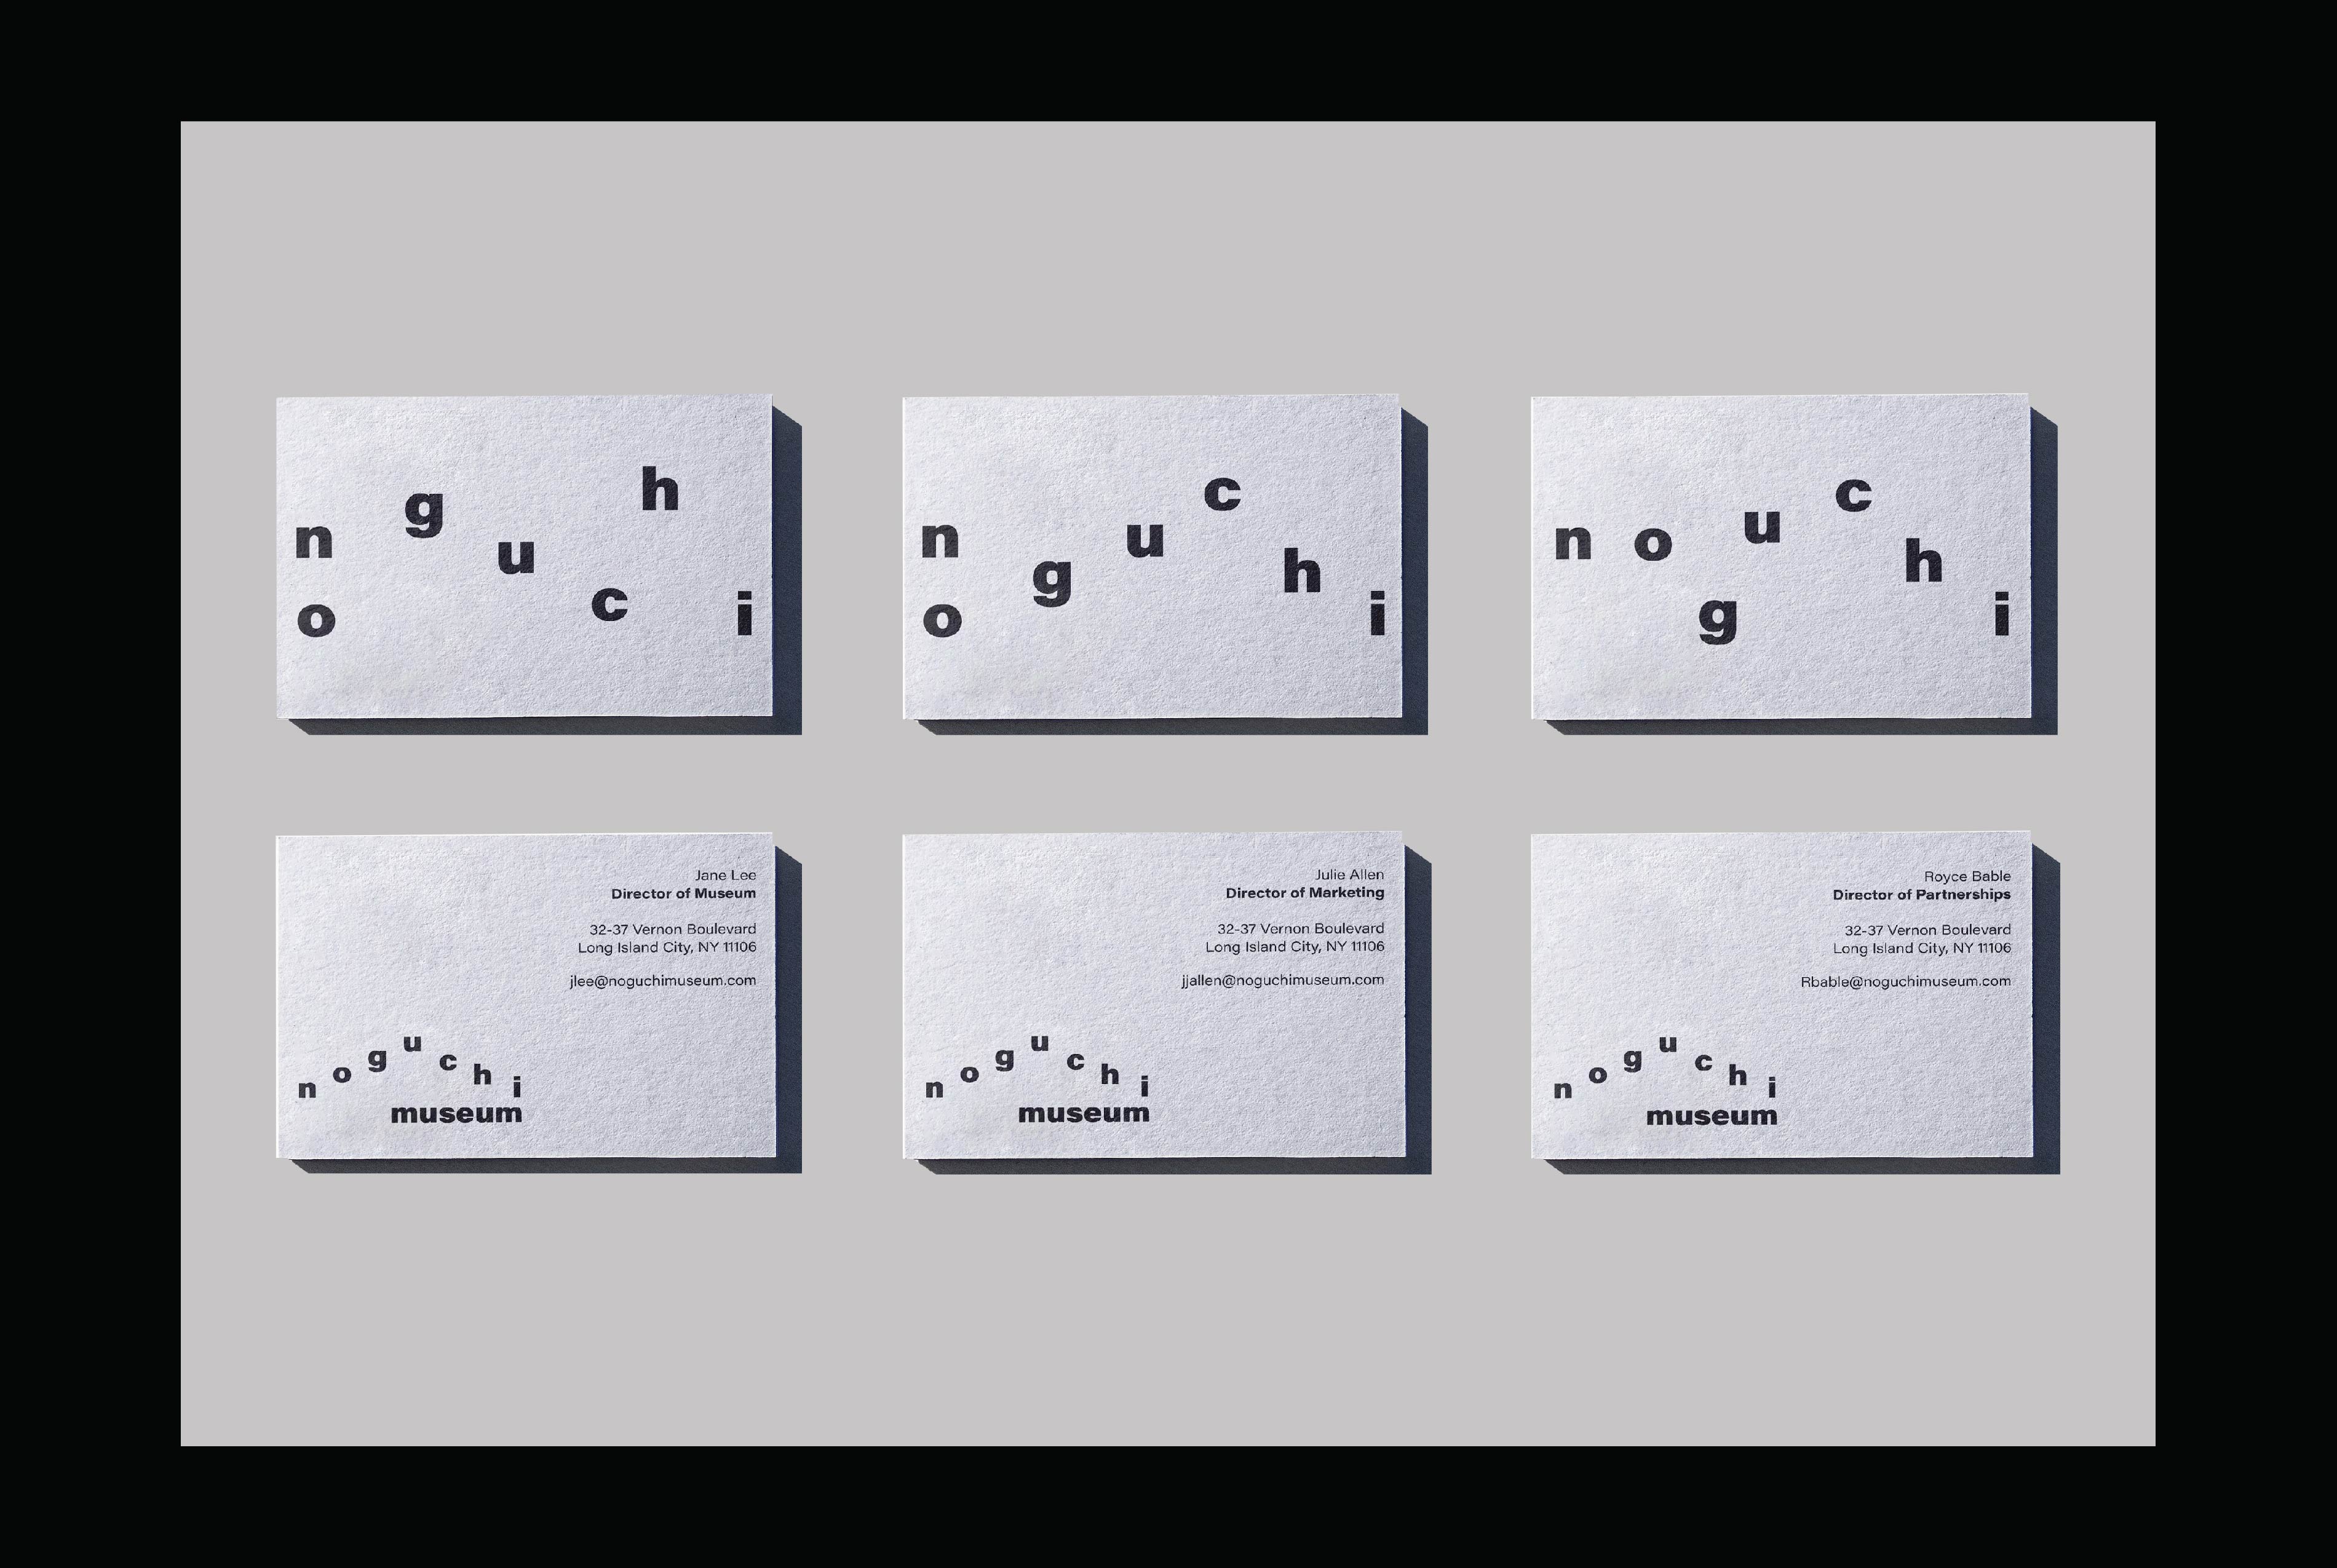 noguchi
noguchi
noguchi
Jane Lee
Director of Museum
32-37 Vernon Boulevard
Long Island City, NY 11106
jlee@noguchimuseum.com
noguchi
museum
Julie Allen
Director of Marketing
32-37 Vernon Boulevard
Long Island City, NY 11106
jjallen@noguchimuseum.com
noguchi
museum
Royce Bable
Director of Partnerships
32-37 Vernon Boulevard
Long Island City, NY 11106
Rbable@noguchimuseum.com
noguchi
museum